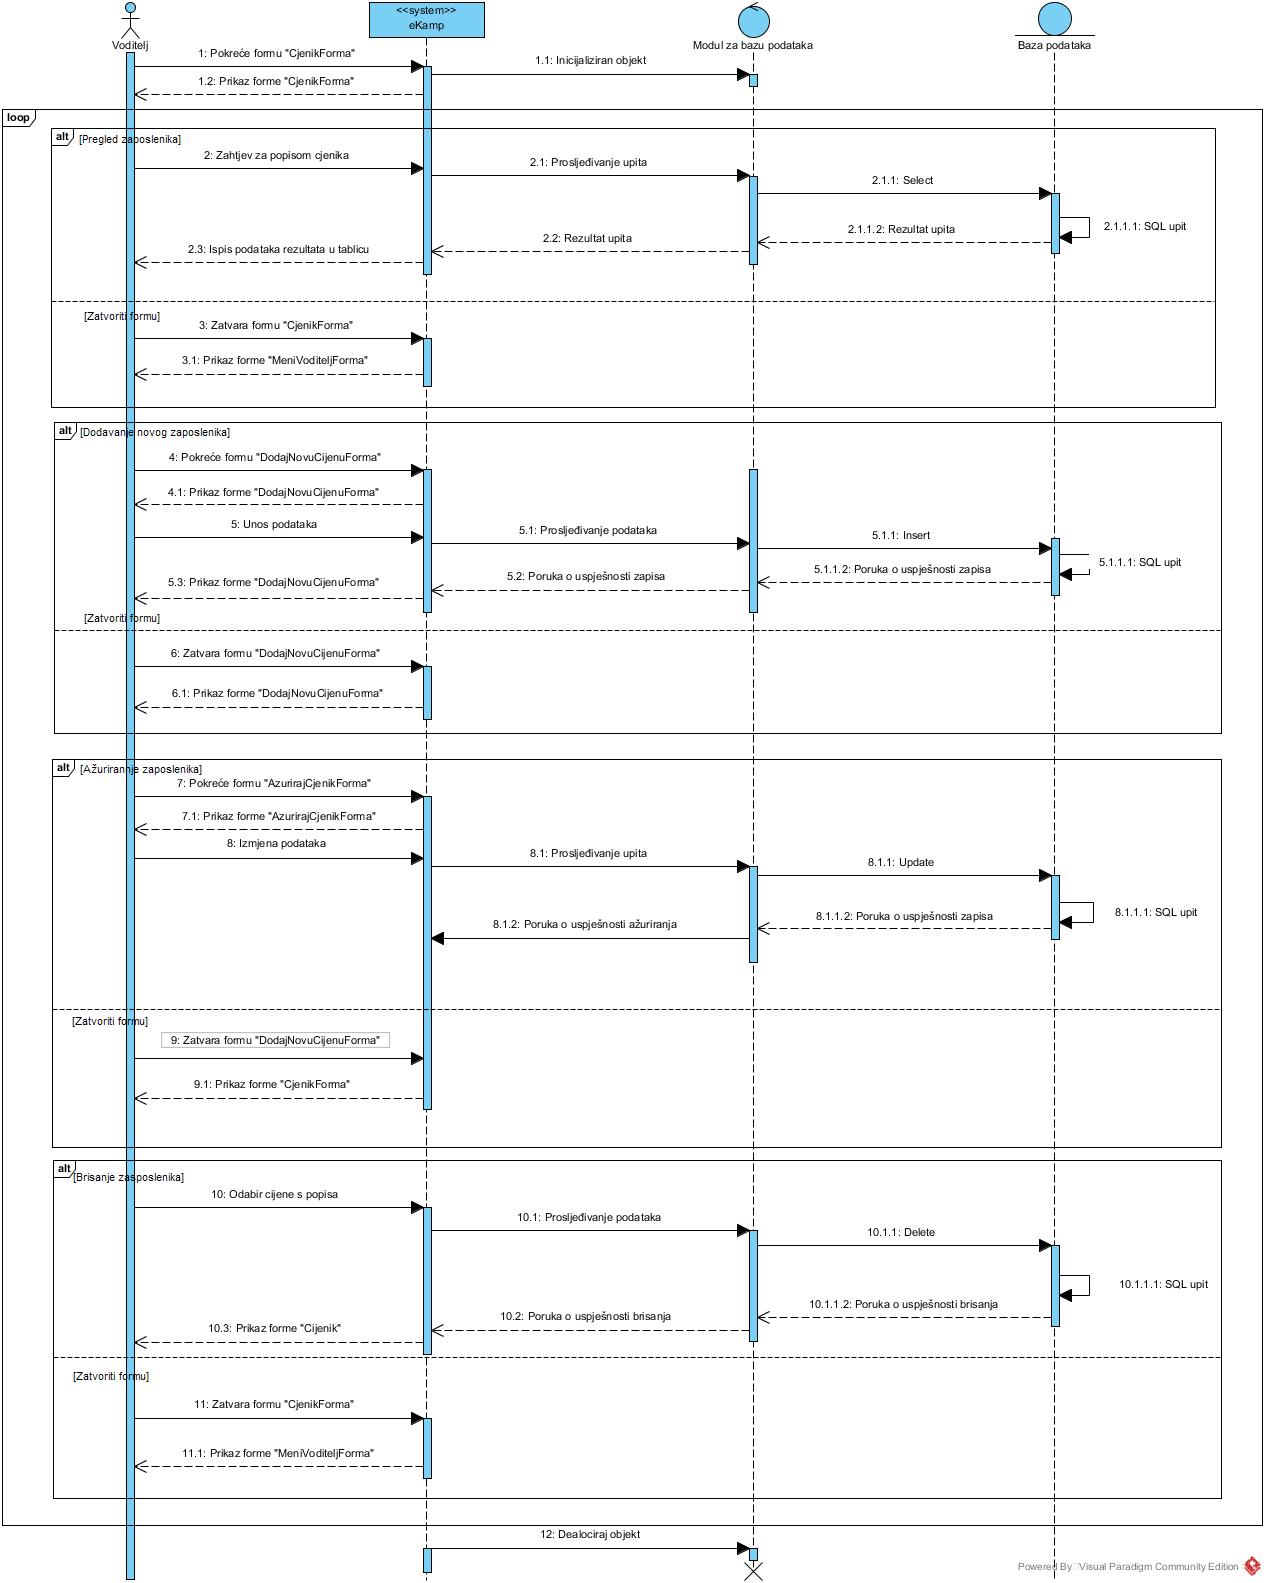 <<system>>
eKamp
Voditelj
Modul za bazu podataka
Baza podataka
1: Pokreće formu "CjenikForma"
1.1: Inicijaliziran objekt
1.2: Prikaz forme "CjenikForma"
loop
alt
[Pregled zaposlenika]
2: Zahtjev za popisom cjenika
2.1: Prosljeđivanje upita
2.1.1: Select
2.1.1.1: SQL upit
2.1.1.2: Rezultat upita
2.2: Rezultat upita
2.3: Ispis podataka rezultata u tablicu
[Zatvoriti formu]
3: Zatvara formu "CjenikForma"
3.1: Prikaz forme "MeniVoditeljForma"
alt
[Dodavanje novog zaposlenika]
4: Pokreće formu "DodajNovuCijenuForma"
4.1: Prikaz forme "DodajNovuCijenuForma"
5: Unos podataka
5.1: Prosljeđivanje podataka
5.1.1: Insert
5.1.1.1: SQL upit
5.1.1.2: Poruka o uspješnosti zapisa
5.2: Poruka o uspješnosti zapisa
5.3: Prikaz forme "DodajNovuCijenuForma"
[Zatvoriti formu]
6: Zatvara formu "DodajNovuCijenuForma"
6.1: Prikaz forme "DodajNovuCijenuForma"
alt
[Ažurirannje zaposlenika]
7: Pokreće formu "AzurirajCjenikForma"
7.1: Prikaz forme "AzurirajCjenikForma"
8: Izmjena podataka
8.1: Prosljeđivanje upita
8.1.1: Update
8.1.1.1: SQL upit
8.1.1.2: Poruka o uspješnosti zapisa
8.1.2: Poruka o uspješnosti ažuriranja
[Zatvoriti formu]
9: Zatvara formu "DodajNovuCijenuForma"
9.1: Prikaz forme "CjenikForma"
alt
[Brisanje zasposlenika]
10: Odabir cijene s popisa
10.1: Prosljeđivanje podataka
10.1.1: Delete
10.1.1.1: SQL upit
10.1.1.2: Poruka o uspješnosti brisanja
10.2: Poruka o uspješnosti brisanja
10.3: Prikaz forme "Cijenik"
[Zatvoriti formu]
11: Zatvara formu "CjenikForma"
11.1: Prikaz forme "MeniVoditeljForma"
12: Dealociraj objekt
Powered By Visual Paradigm Community Edition